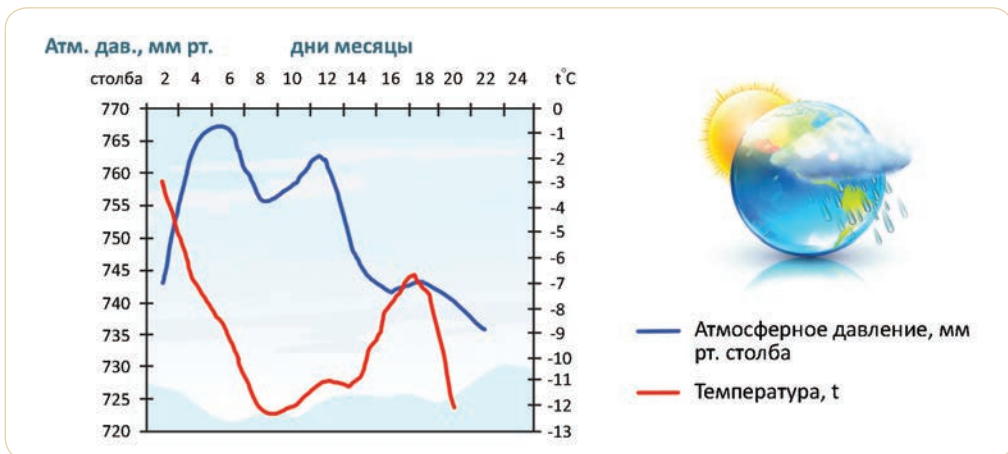 Атм. дав., мм рт. дни месяцы
столба 2 4 6 8 10 12 14 16 18 20 22 24 t°C
770 0
765 -1
760 -2
755 -3
750 -4
745 -5
740 -6
735 -7
730 -8
725 -9
720 -10
-11
-12
-13
Атмосферное давление, мм
рт. столба
Температура, t